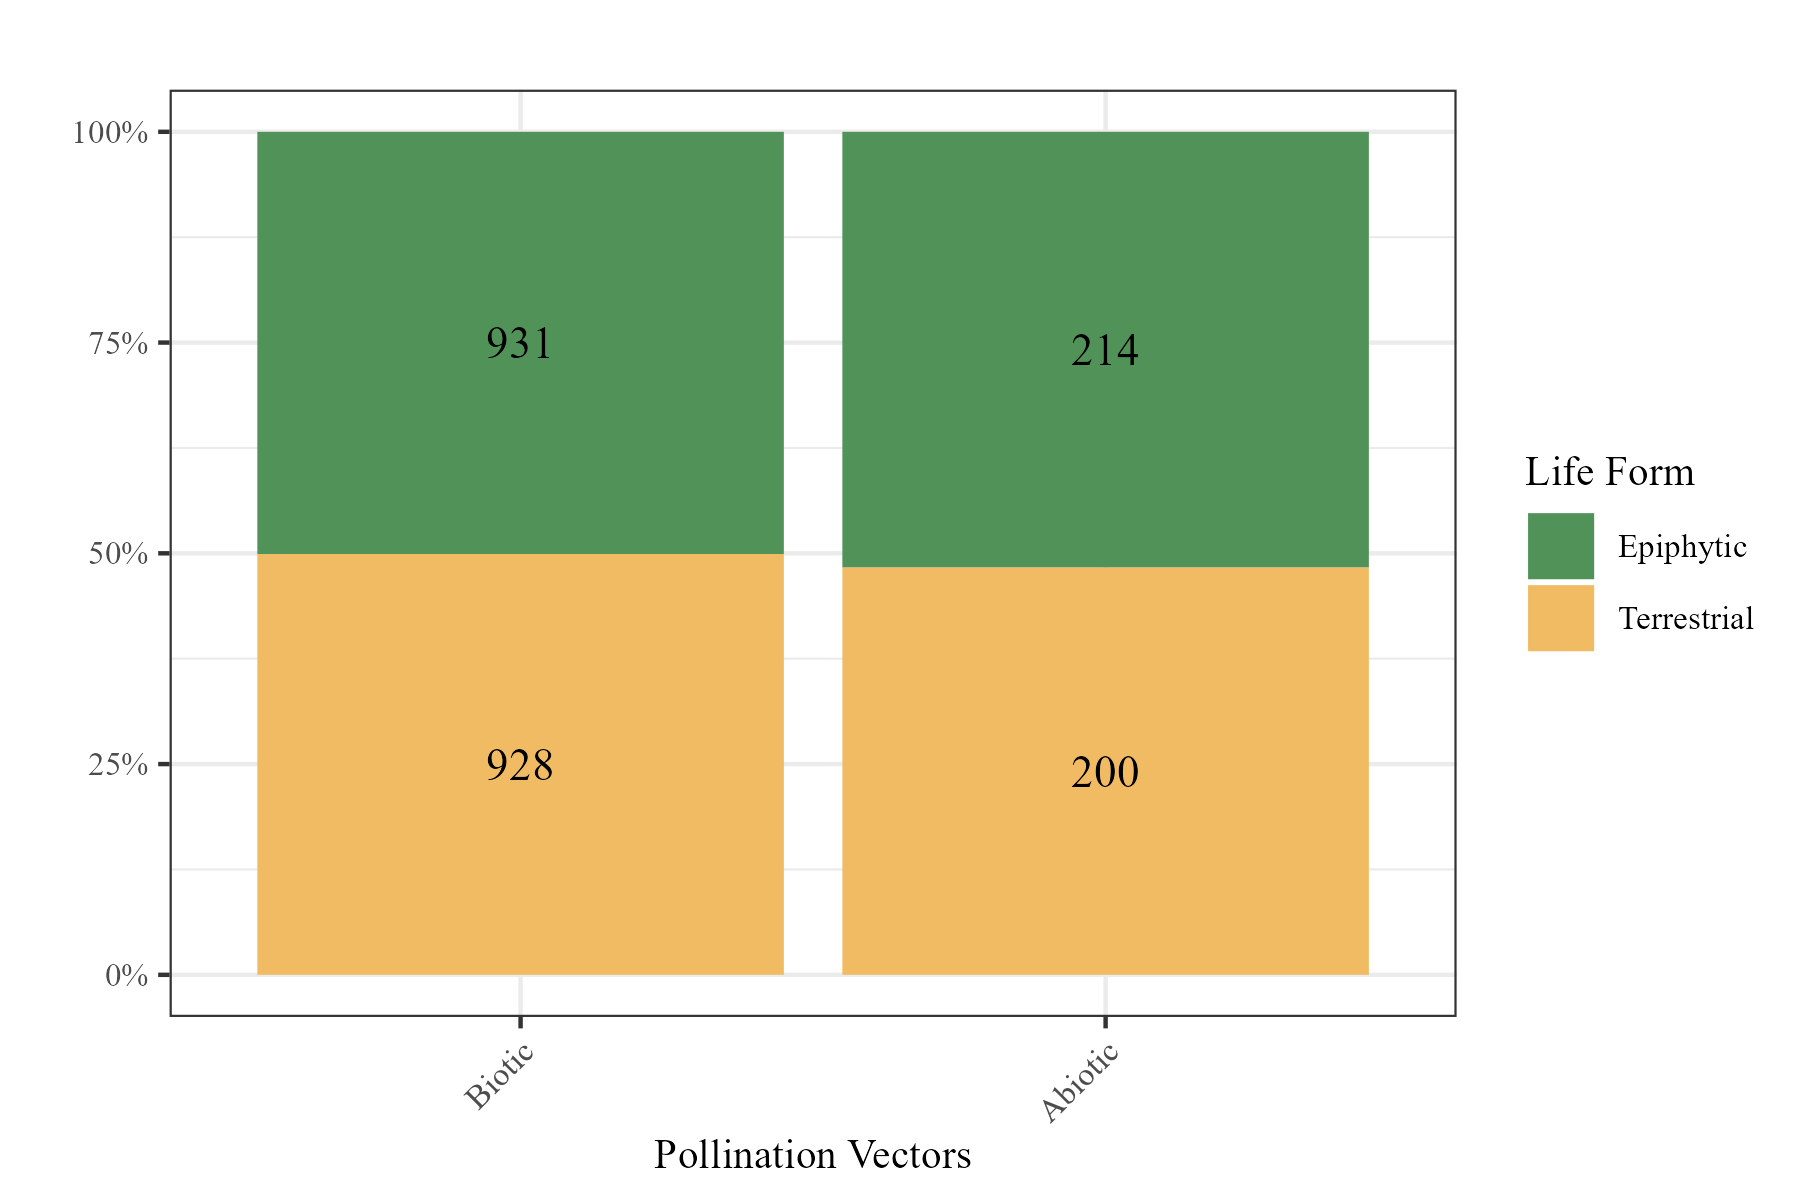 100%
75%
50%
25%
0%
931
214
928
200
Biotic
Abiotic
Pollination Vectors
Life Form
Epiphytic
Terrestrial